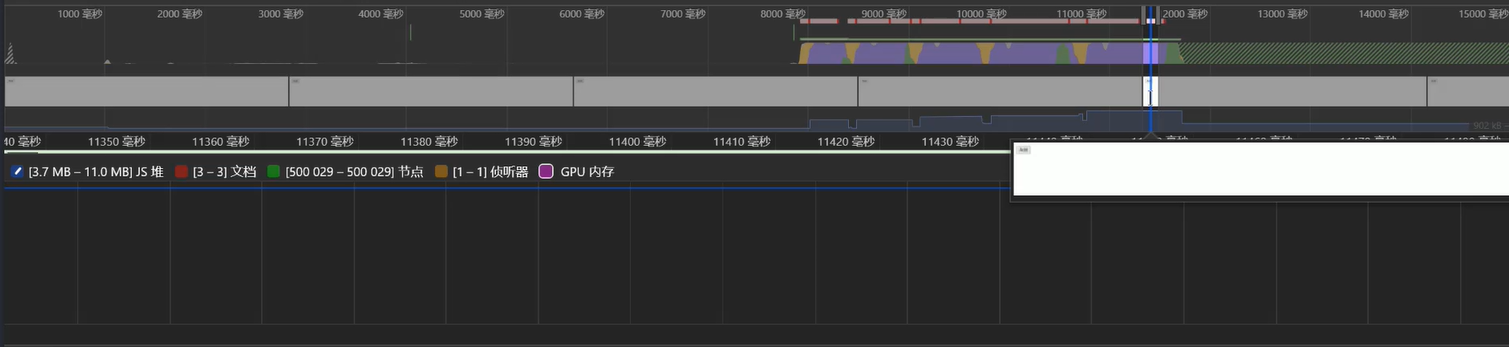 1000 毫秒 2000 毫秒 3000 毫秒 4000 毫秒 5000 毫秒 6000 毫秒 7000 毫秒 8000 毫秒 9000 毫秒 10000 毫秒 11000 毫秒 2000 毫秒 13000 毫秒 14000 毫秒 15000 毫秒
902 kB –
40 毫秒 11350 毫秒 11360 毫秒 11370 毫秒 11380 毫秒 11390 毫秒 11400 毫秒 11410 毫秒 11420 毫秒 11430 毫秒
[3.7 MB – 11.0 MB] JS 堆 [3 – 3] 文档 [500 029 – 500 029] 节点 [1 – 1] 侦听器 GPU 内存